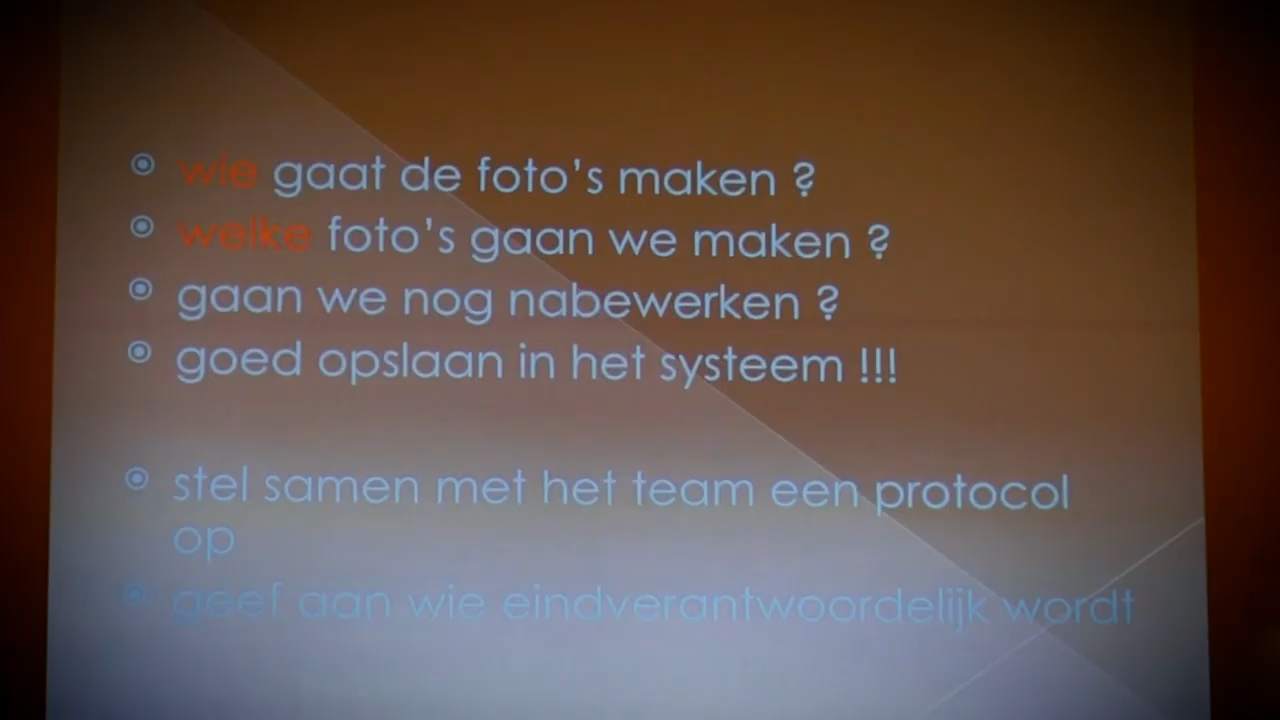 wie gaat de foto's maken ?
welke foto's gaan we maken ?
gaan we nog nabewerken ?
goed opslaan in het systeem !!!
stel samen met het team een protocol
op
geef aan wie eindverantwoordelijk wordt